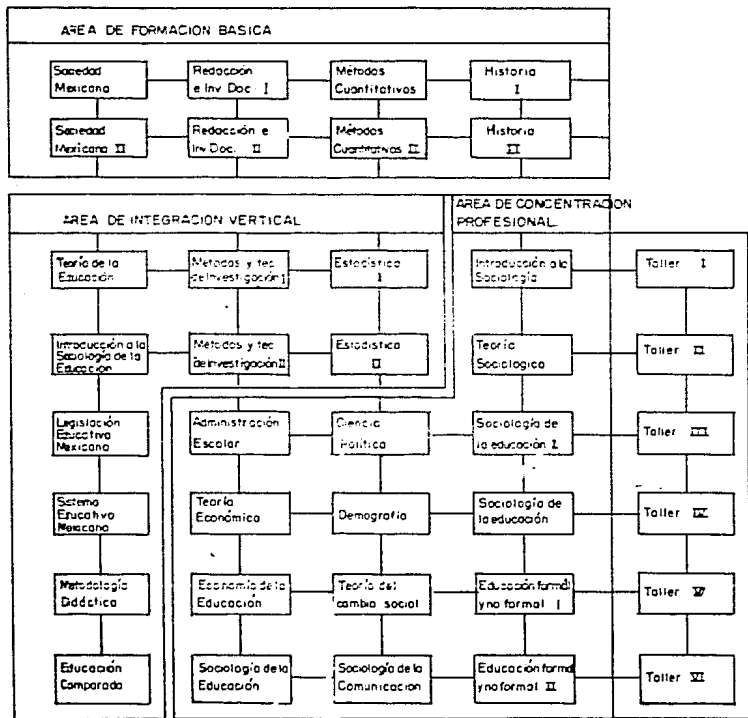 AREA DE FORMACION BASICA
Sociedad
Mexicana
Redacción
e Inv Doc. I
Métodos
Cuantitativos
Historia
I
Sociedad
Mexicana II
Redacción e
Inv Doc. II
Métodos
Cuantitativos II
Historia
II
AREA DE INTEGRACION VERTICAL
AREA DE CONCENTRACION
PROFESIONAL
Teoría de la
Educación
Métodos y tec
de Investigación I
Estadística
I
Introducción a la
Sociología
Taller I
Introducción a la
Sociología de la
Educación
Métodos y tec
de Investigación II
Estadística
II
Teoría
Sociologica
Taller II
Legislación
Educativa
Mexicana
Administración
Escolar
Ciencia
Política
Sociología de
la educación I
Taller III
Sistema
Educativo
Mexicano
Teoría
Económica
Demografía
Sociología de
la educación
Taller IV
Metodología
Didáctica
Economía de la
Educación
Teoría del
cambio social
Educación formal
y no formal I
Taller V
Educación
Comparada
Sociología de la
Educación
Sociología de la
Comunicacion
Educación formal
y no formal II
Taller VI